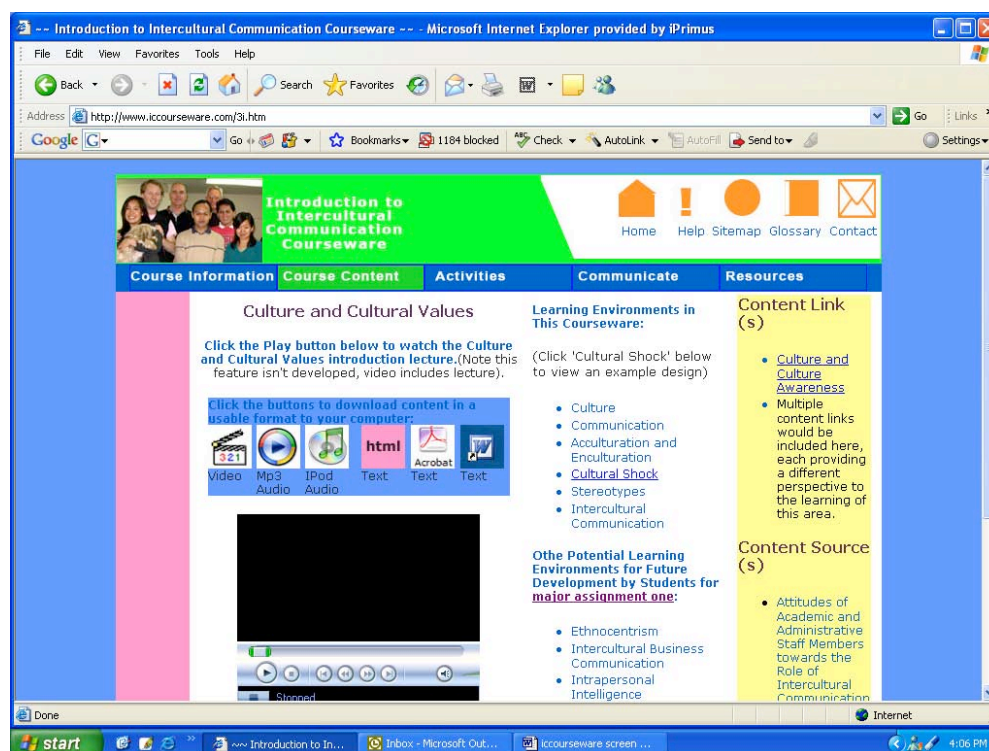 ~~ Introduction to Intercultural Communication Courseware ~~ - Microsoft Internet Explorer provided by iPrimus
File Edit View Favorites Tools Help
Back Search Favorites
Address http://www.iccourseware.com/3i.htm Go Links
Google G Go Bookmarks 1184 blocked ABC Check AutoLink AutoFill Send to Settings
Introduction to
Intercultural
Communication
Courseware
Home Help Sitemap Glossary Contact
Course Information Course Content Activities Communicate Resources
Culture and Cultural Values
Click the Play button below to watch the Culture
and Cultural Values introduction lecture.(Note this
feature isn't developed, video includes lecture).
Click the buttons to download content in a
usable format to your computer:
321 html Acrobat W
Video Mp3 Audio IPod Audio Text Text Text
Stopped
Learning Environments in
This Courseware:
(Click 'Cultural Shock' below
to view an example design)
Culture
Communication
Acculturation and
Enculturation
Cultural Shock
Stereotypes
Intercultural
Communication
Othe Potential Learning
Environments for Future
Development by Students for
major assignment one:
Ethnocentrism
Intercultural Business
Communication
Intrapersonal
Intelligence
Content Link
(s)
Culture and
Culture
Awareness
Multiple
content links
would be
included here,
each providing
a different
perspective to
the learning of
this area.
Content Source
(s)
Attitudes of
Academic and
Administrative
Staff Members
towards the
Role of
Intercultural
Communication
Done Internet
start ~~ Introduction to In... Inbox - Microsoft Out... iccourseware screen ... 4:06 PM